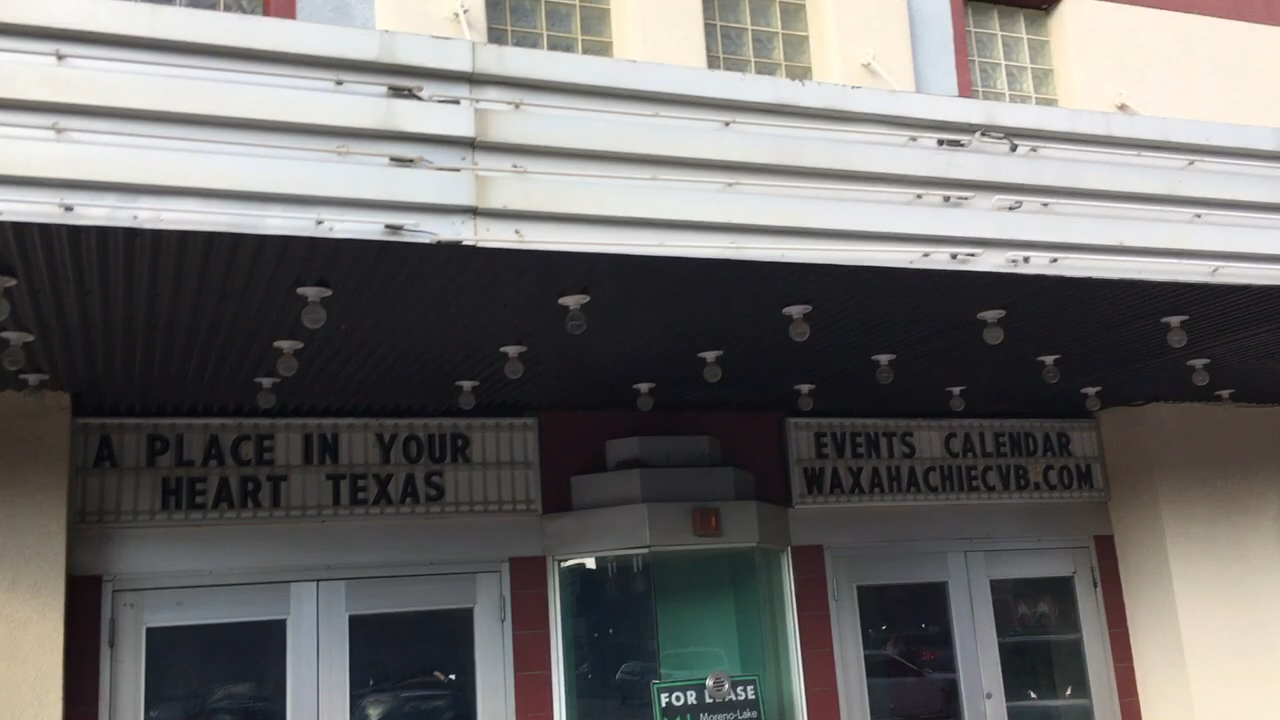 A PLACE IN YOUR
HEART TEXAS
EVENTS CALENDAR
WAXAHACHIECVB.COM
FOR LEASE
Moreno-Lake